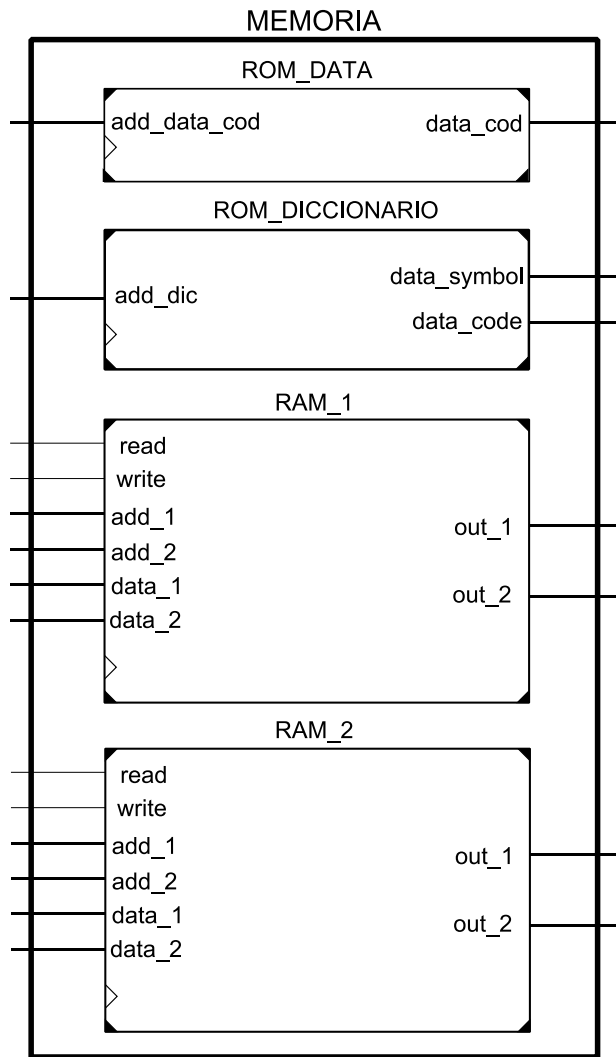 MEMORIA
ROM_DATA
add_data_cod
data_cod
ROM_DICCIONARIO
data_symbol
add_dic
data_code
RAM_1
read
write
add_1
out_1
add_2
data_1
out_2
data_2
RAM_2
read
write
add_1
out_1
add_2
data_1
out_2
data_2